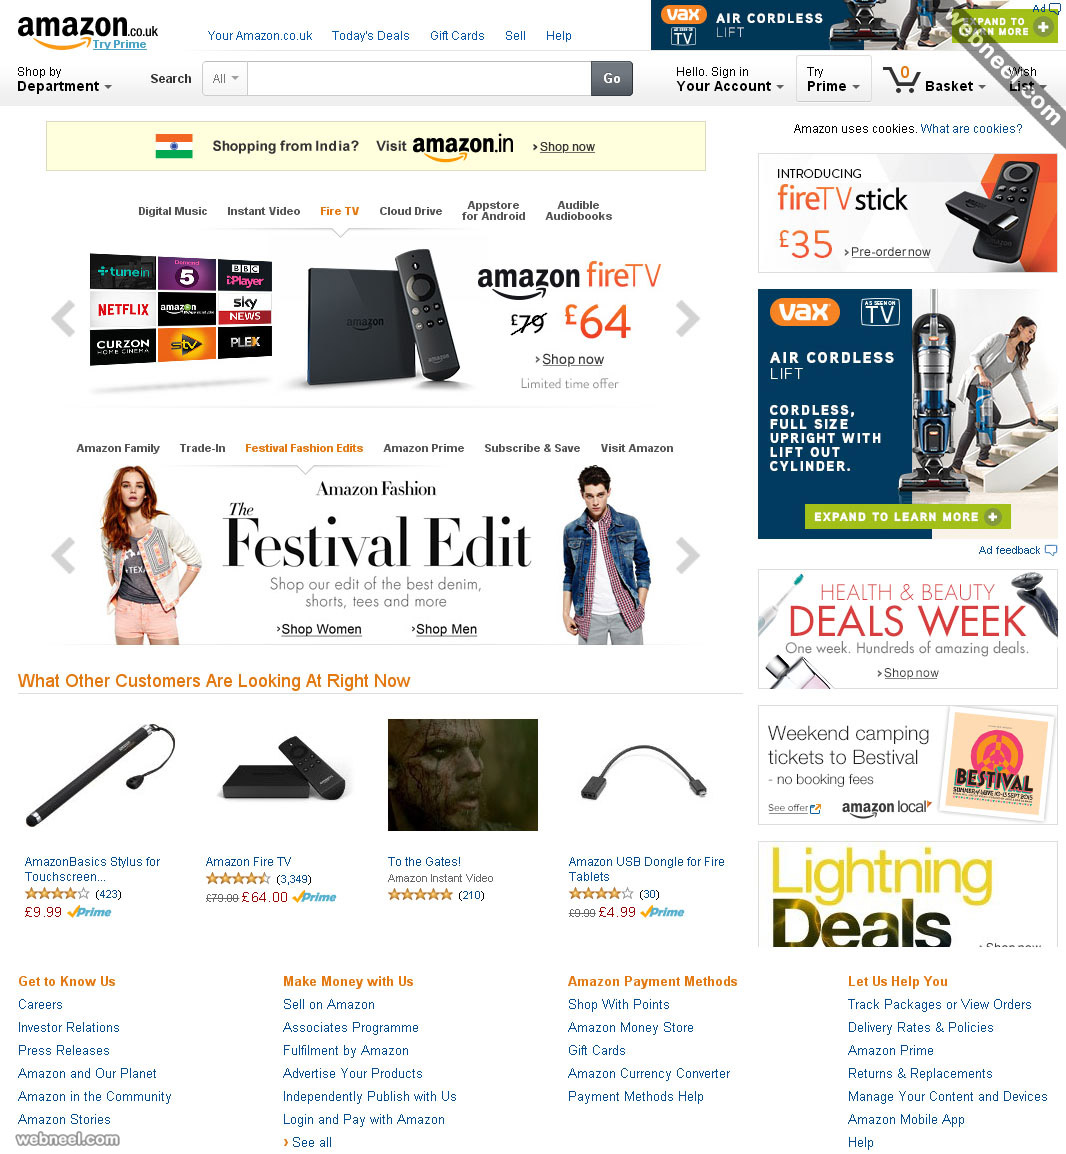 amazon.co.uk
Try Prime
Your Amazon.co.uk Today's Deals Gift Cards Sell Help
vax AIR CORDLESS
LIFT
AS SEEN ON
TV
Ad
EXPAND TO
LEARN MORE
webneel.com
Shop by
Department
Search All Go
Hello. Sign in
Your Account
Try
Prime
0 Basket
Wish
List
Shopping from India? Visit amazon.in Shop now
Amazon uses cookies. What are cookies?
Digital Music Instant Video Fire TV Cloud Drive Appstore for Android Audible Audiobooks
tunein
Demand 5
BBC iPlayer
NETFLIX
amazon
sky NEWS
CURZON
HOME CINEMA
stv
PLEX
amazon
amazon
amazon fireTV
£79 £64
Shop now
Limited time offer
INTRODUCING
fireTV stick
£35 Pre-order now
amazon
vax
AS SEEN ON
TV
AIR CORDLESS
LIFT
CORDLESS,
FULL SIZE
UPRIGHT WITH
LIFT OUT
CYLINDER.
EXPAND TO LEARN MORE
Ad feedback
Amazon Family Trade-In Festival Fashion Edits Amazon Prime Subscribe & Save Visit Amazon
Amazon Fashion
The
Festival Edit
Shop our edit of the best denim,
shorts, tees and more
Shop Women Shop Men
HEALTH & BEAUTY
DEALS WEEK
One week. Hundreds of amazing deals.
Shop now
Weekend camping
tickets to Bestival
- no booking fees
See offer amazon local
BESTIVAL
SUMMER OF LOVE 10-13 SEPT 2015
Lightning
Deals
Shop now
What Other Customers Are Looking At Right Now
AmazonBasics Stylus for
Touchscreen...
(423)
£9.99 Prime
Amazon Fire TV
(3,349)
£79.00 £64.00 Prime
To the Gates!
Amazon Instant Video
(210)
Amazon USB Dongle for Fire
Tablets
(30)
£9.99 £4.99 Prime
Get to Know Us
Careers
Investor Relations
Press Releases
Amazon and Our Planet
Amazon in the Community
Amazon Stories
webneel.com
Make Money with Us
Sell on Amazon
Associates Programme
Fulfilment by Amazon
Advertise Your Products
Independently Publish with Us
Login and Pay with Amazon
› See all
Amazon Payment Methods
Shop With Points
Amazon Money Store
Gift Cards
Amazon Currency Converter
Payment Methods Help
Let Us Help You
Track Packages or View Orders
Delivery Rates & Policies
Amazon Prime
Returns & Replacements
Manage Your Content and Devices
Amazon Mobile App
Help